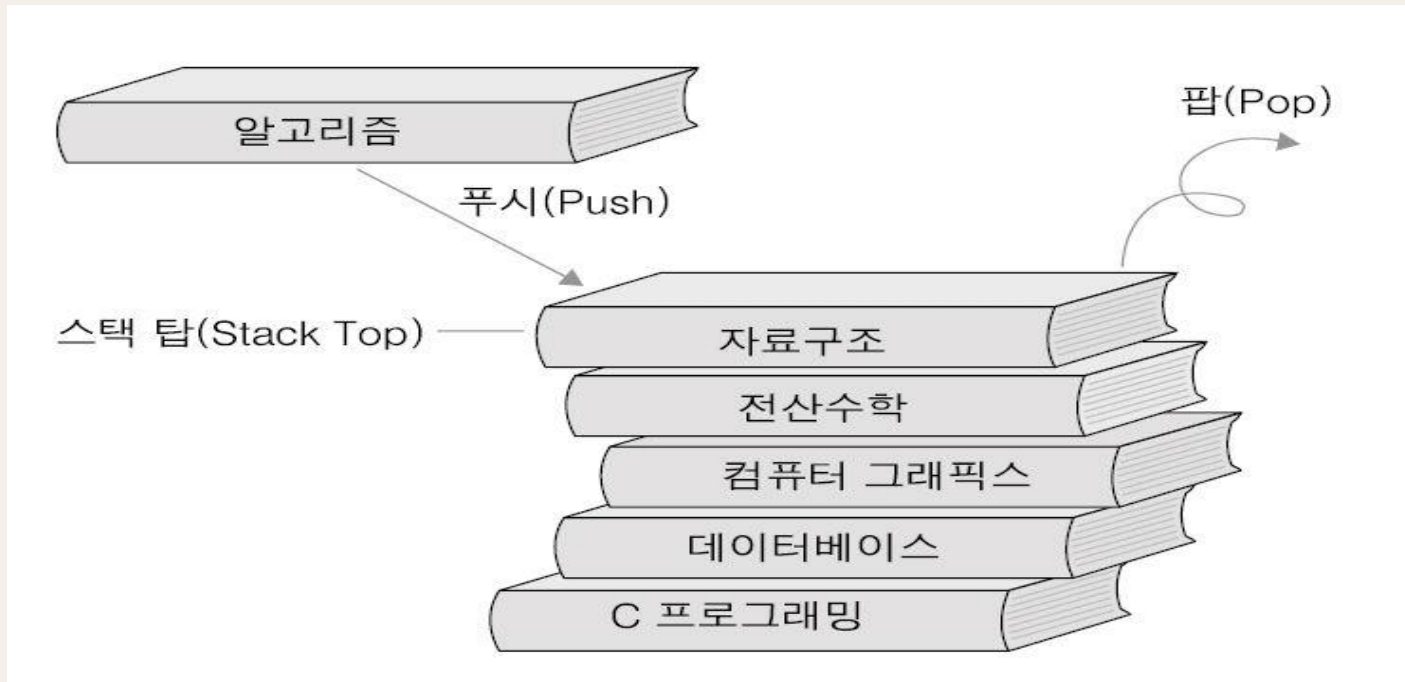 알고리즘
팝(Pop)
푸시(Push)
스택 탑(Stack Top)
자료구조
전산수학
컴퓨터 그래픽스
데이터베이스
C 프로그래밍